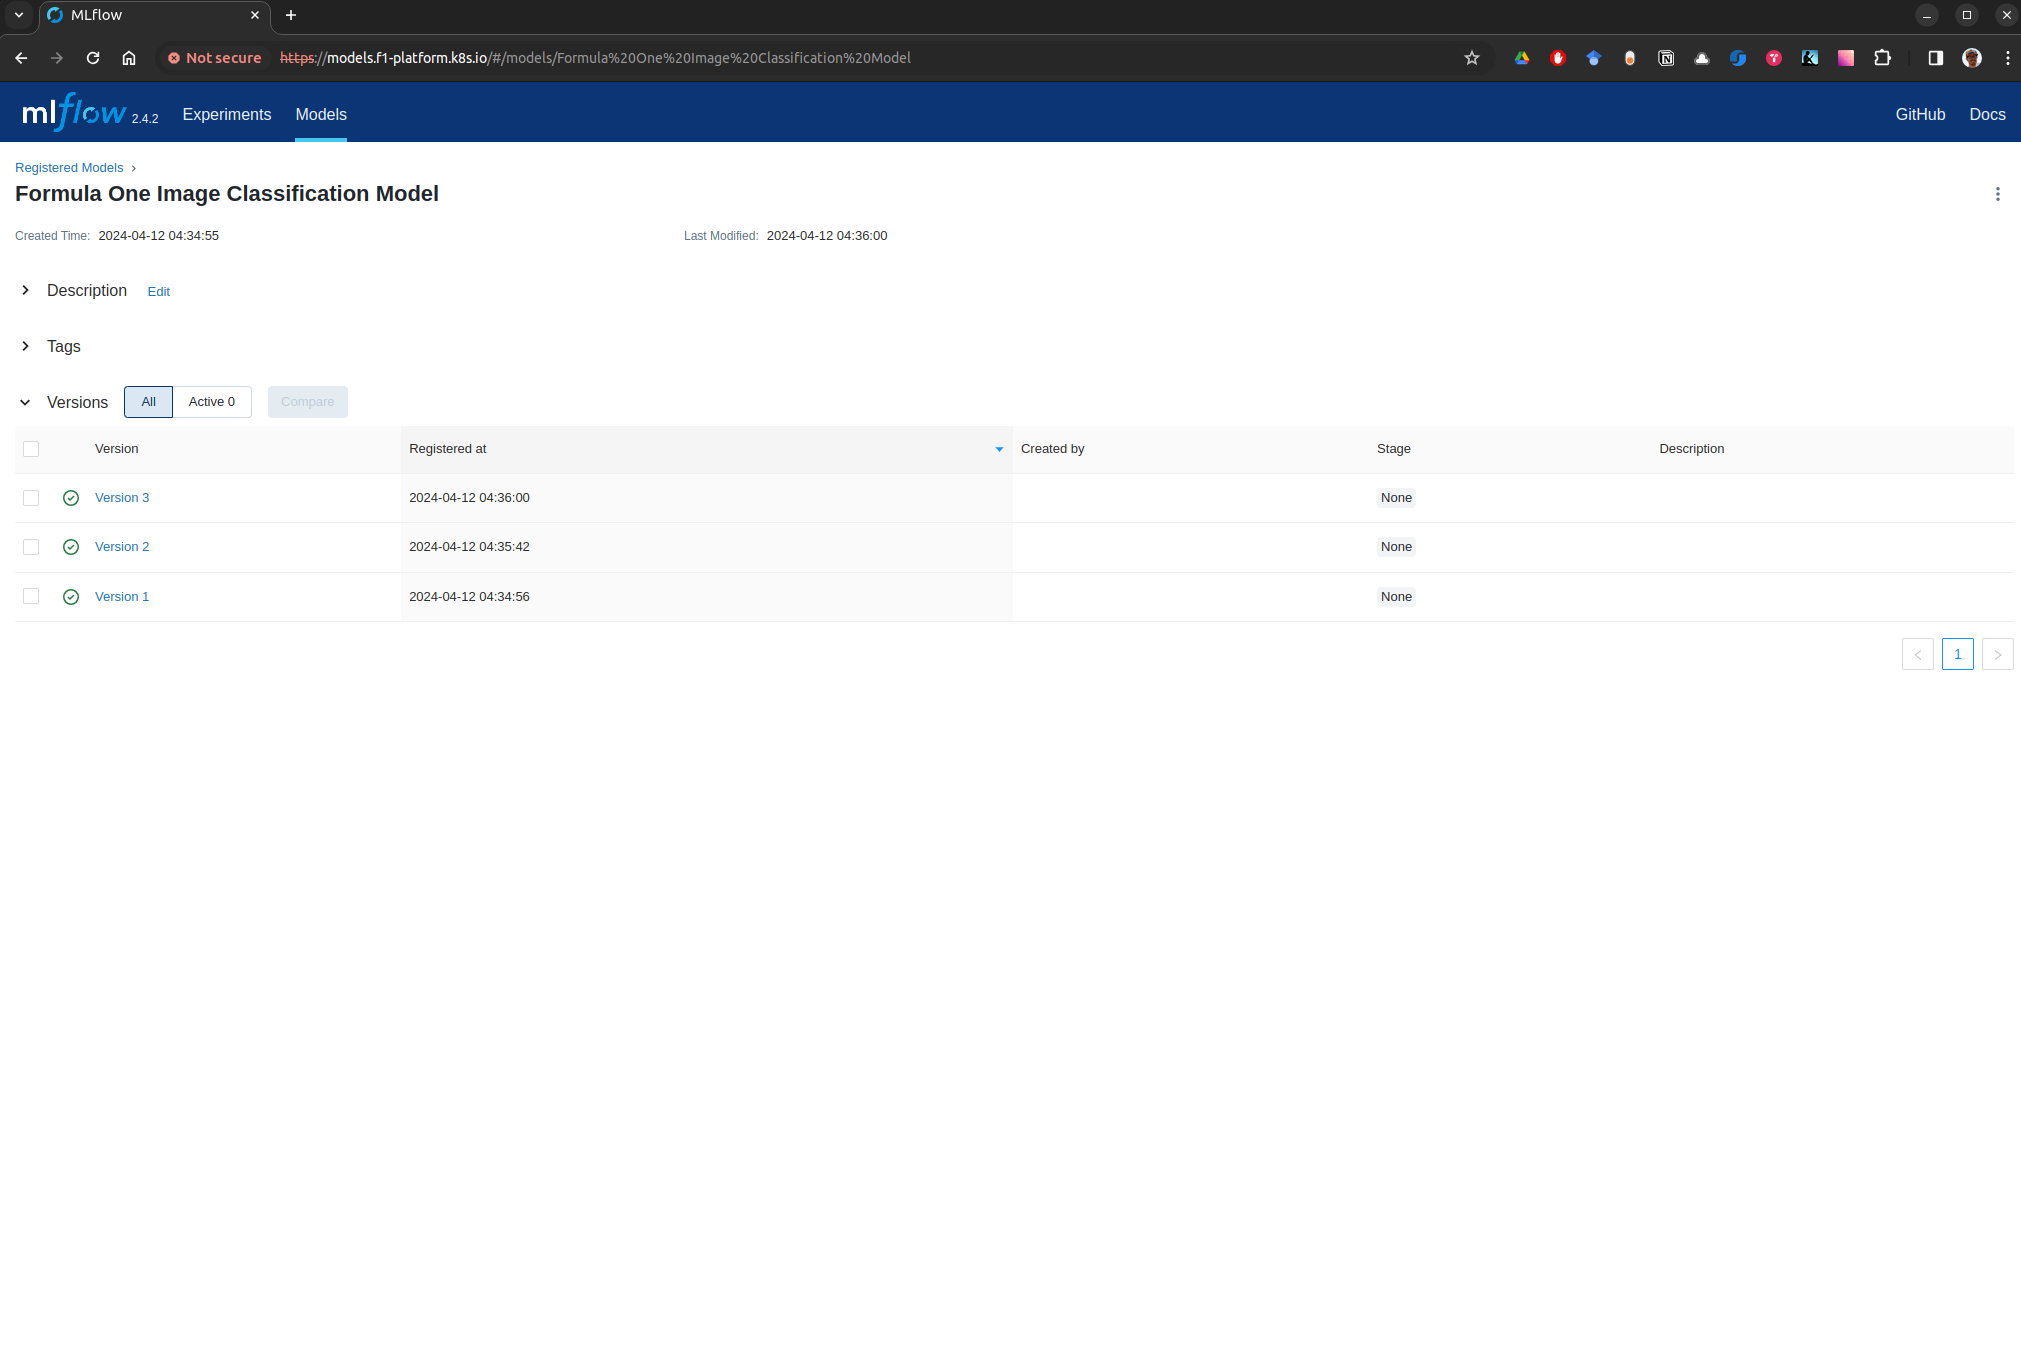 MLflow
Not secure https://models.f1-platform.k8s.io/#/models/Formula%20One%20Image%20Classification%20Model
mlflow 2.4.2 Experiments Models GitHub Docs
Registered Models ›
Formula One Image Classification Model
Created Time: 2024-04-12 04:34:55 Last Modified: 2024-04-12 04:36:00
Description Edit
Tags
Versions All Active 0 Compare
Version Registered at Created by Stage Description
Version 3 2024-04-12 04:36:00 None
Version 2 2024-04-12 04:35:42 None
Version 1 2024-04-12 04:34:56 None
< 1 >